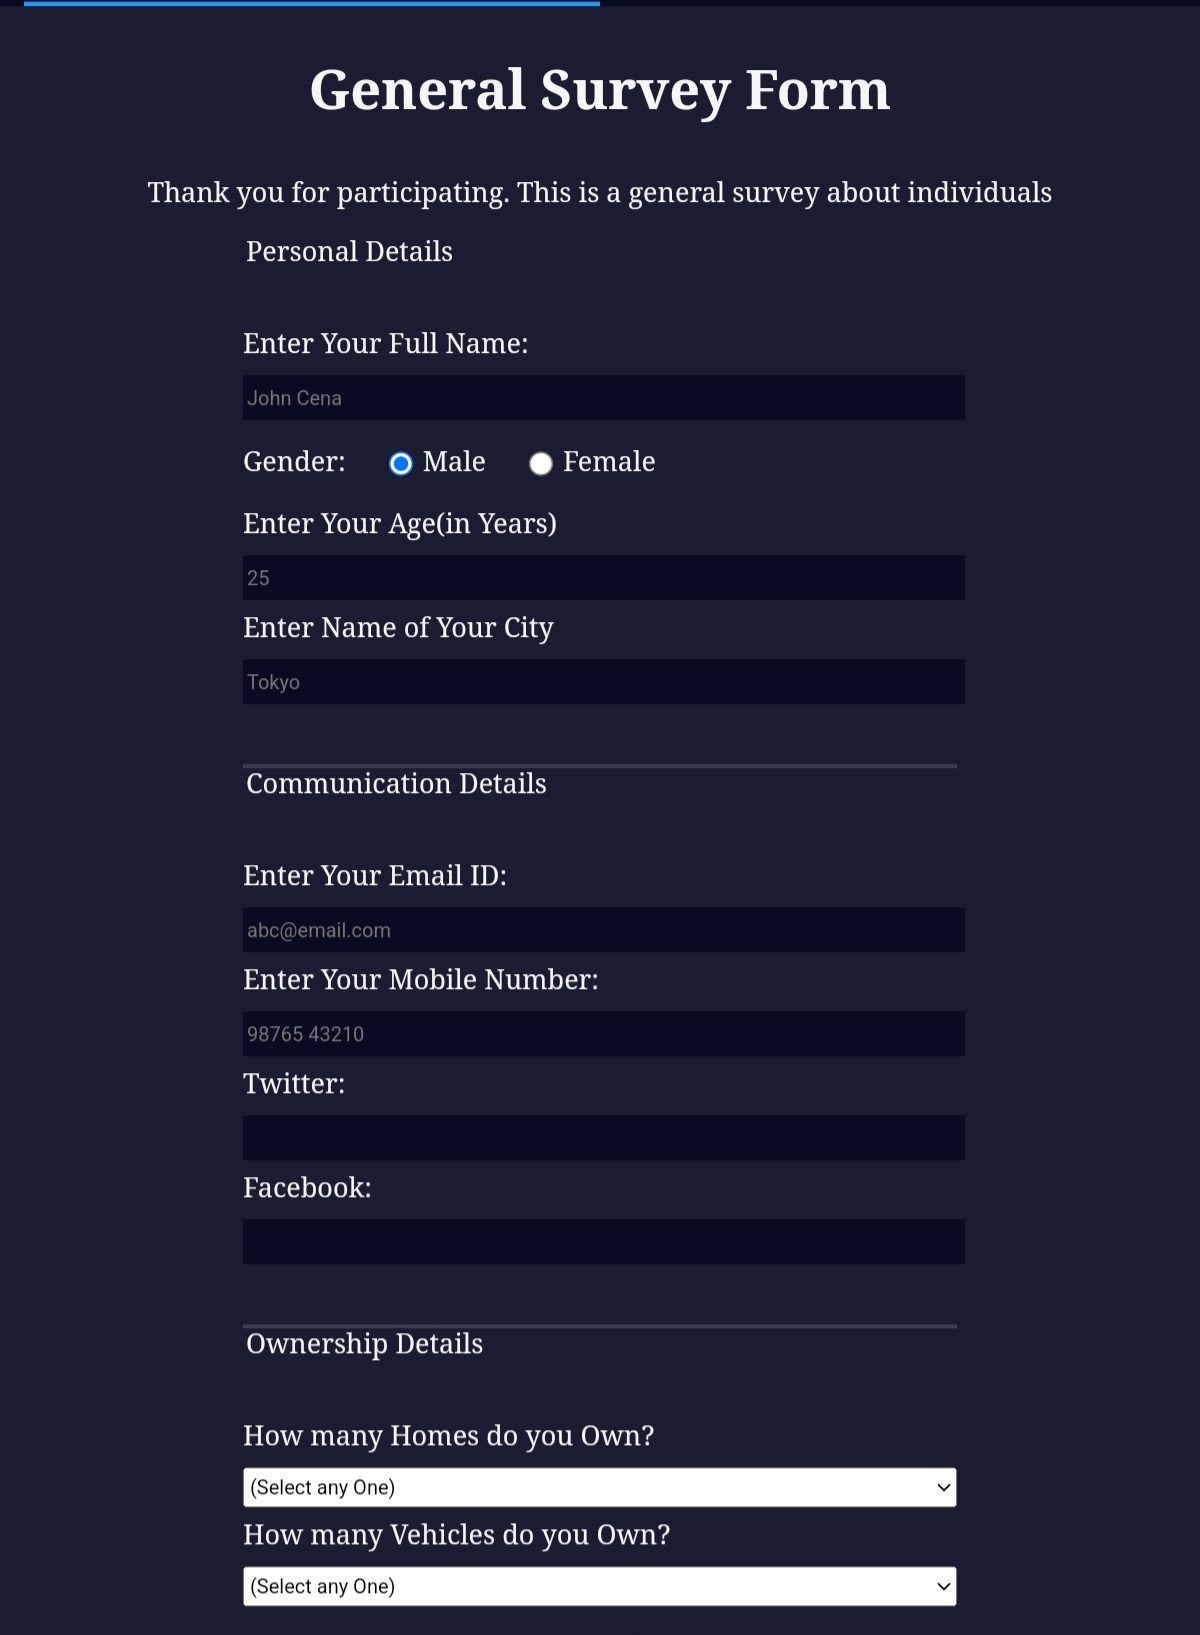 General Survey Form
Thank you for participating. This is a general survey about individuals
Personal Details
Enter Your Full Name:
John Cena
Gender: Male Female
Enter Your Age(in Years)
25
Enter Name of Your City
Tokyo
Communication Details
Enter Your Email ID:
abc@email.com
Enter Your Mobile Number:
98765 43210
Twitter:
Facebook:
Ownership Details
How many Homes do you Own?
(Select any One)
How many Vehicles do you Own?
(Select any One)